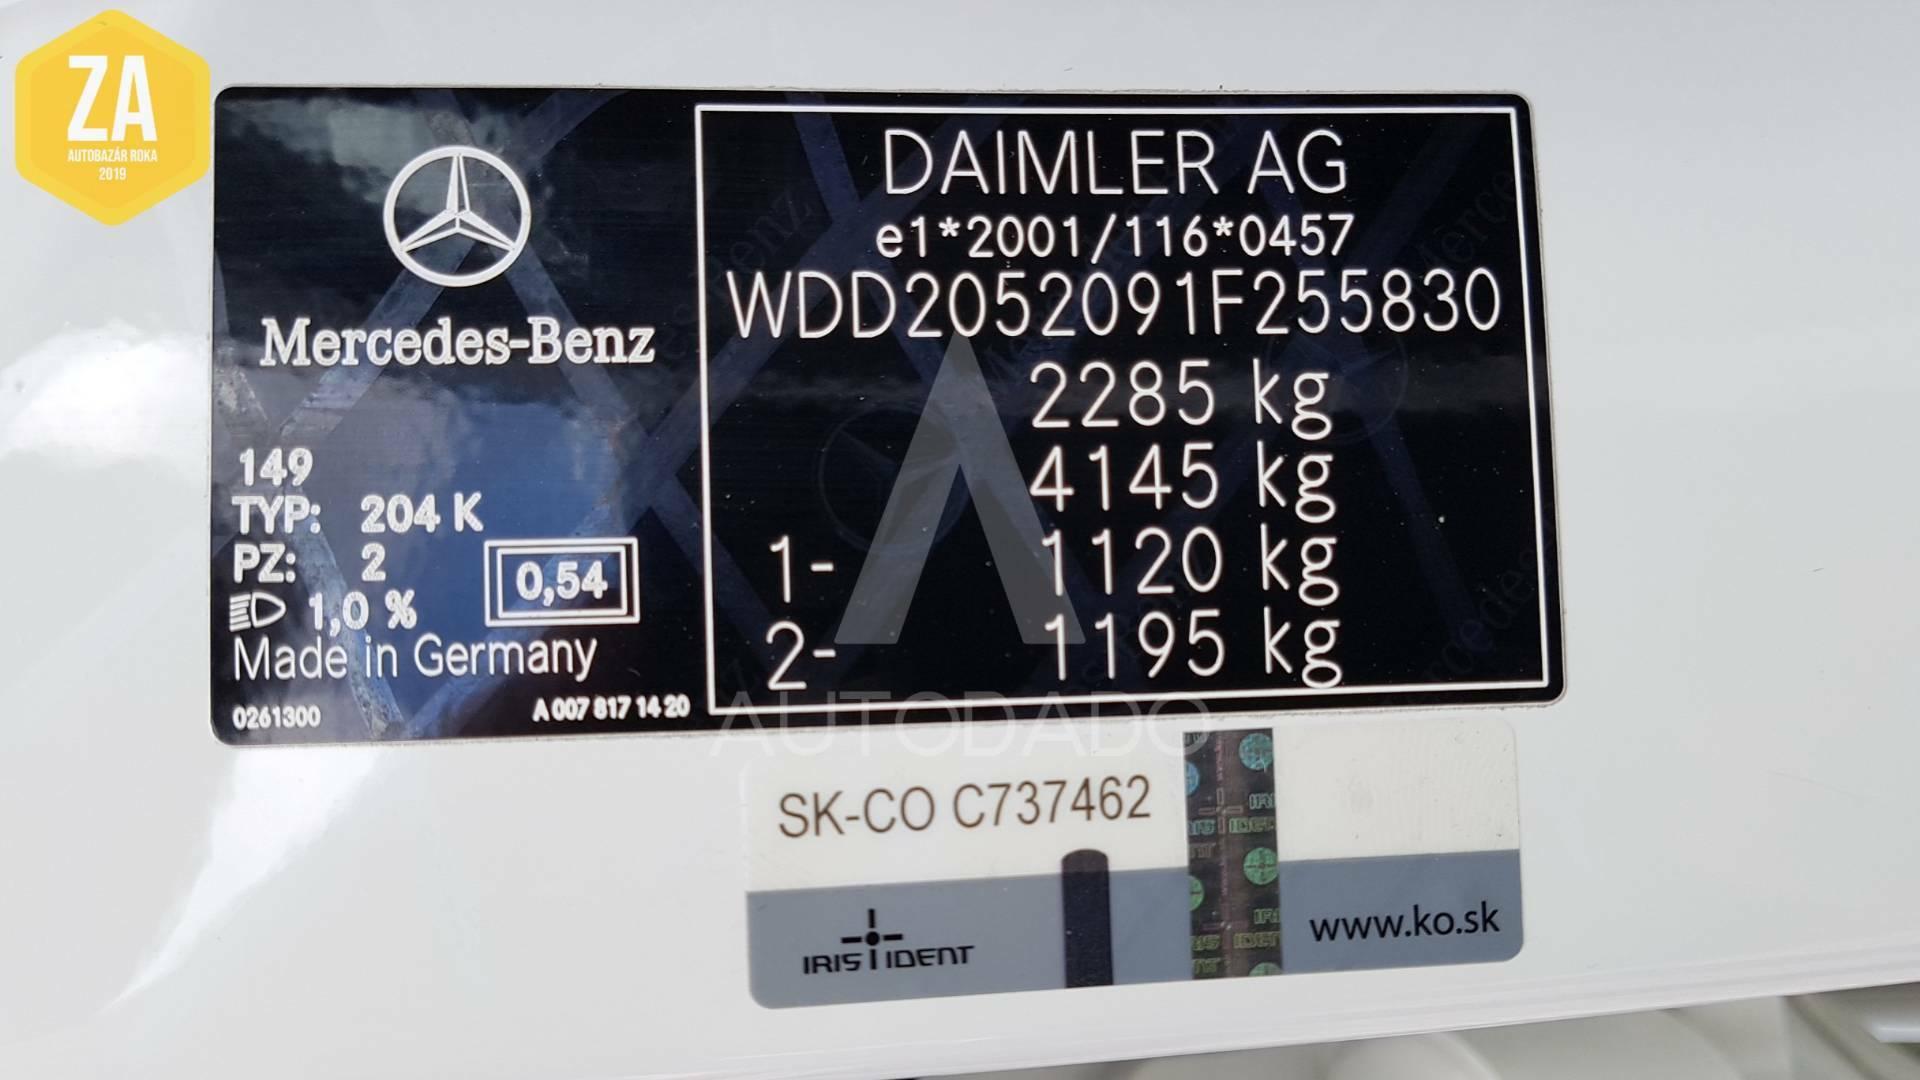 ZA
AUTOBAZÁR ROKA
2019
Mercedes-Benz
149
TYP: 204 K
PZ: 2
0,54
1,0 %
Made in Germany
0261300
A 007 817 14 20
DAIMLER AG
e1*2001/116*0457
WDD2052091F255830
2285 kg
4145 kg
1- 1120 kg
2- 1195 kg
AUTODADO
SK-CO C737462
IRIS IDENT
www.ko.sk